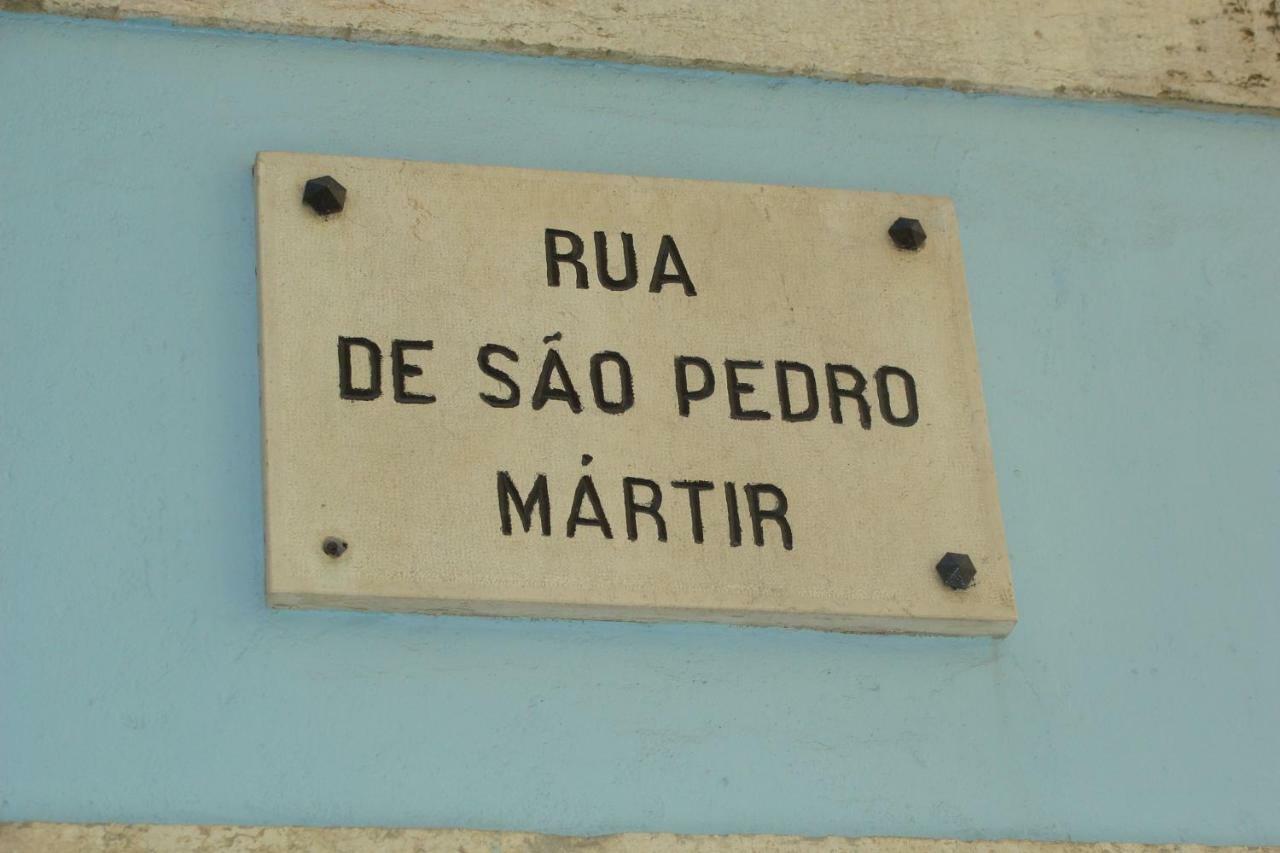 RUA
DE SÃO PEDRO
MÁRTIR